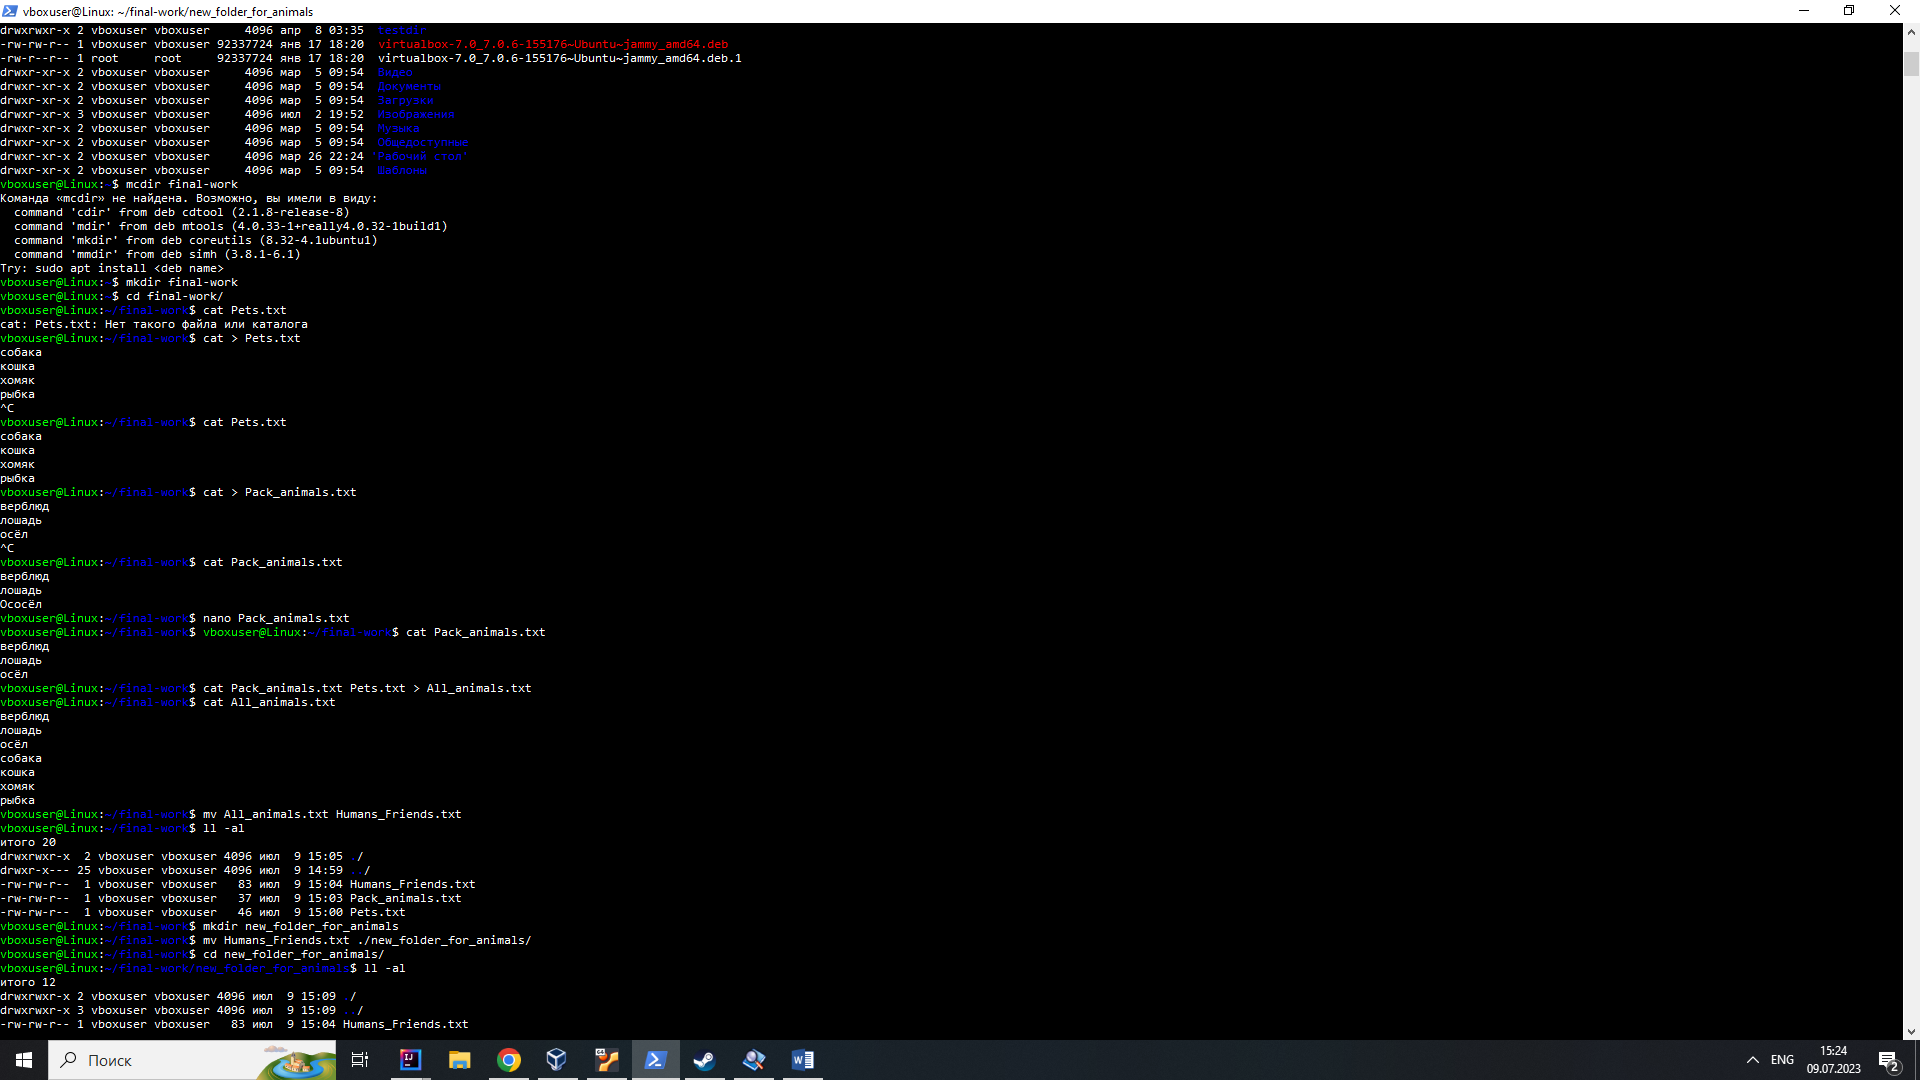 vboxuser@Linux: ~/final-work/new_folder_for_animals
drwxrwxr-x 2 vboxuser vboxuser     4096 апр  8 03:35  testdir
-rw-rw-r-- 1 vboxuser vboxuser 92337724 янв 17 18:20  virtualbox-7.0_7.0.6-155176~Ubuntu~jammy_amd64.deb
-rw-r--r-- 1 root     root     92337724 янв 17 18:20  virtualbox-7.0_7.0.6-155176~Ubuntu~jammy_amd64.deb.1
drwxr-xr-x 2 vboxuser vboxuser     4096 мар  5 09:54  Видео
drwxr-xr-x 2 vboxuser vboxuser     4096 мар  5 09:54  Документы
drwxr-xr-x 2 vboxuser vboxuser     4096 мар  5 09:54  Загрузки
drwxr-xr-x 3 vboxuser vboxuser     4096 июл  2 19:52  Изображения
drwxr-xr-x 2 vboxuser vboxuser     4096 мар  5 09:54  Музыка
drwxr-xr-x 2 vboxuser vboxuser     4096 мар  5 09:54  Общедоступные
drwxr-xr-x 2 vboxuser vboxuser     4096 мар 26 22:24 'Рабочий стол'
drwxr-xr-x 2 vboxuser vboxuser     4096 мар  5 09:54  Шаблоны
vboxuser@Linux:~$ mcdir final-work
Команда «mcdir» не найдена. Возможно, вы имели в виду:
  command 'cdir' from deb cdtool (2.1.8-release-8)
  command 'mdir' from deb mtools (4.0.33-1+really4.0.32-1build1)
  command 'mkdir' from deb coreutils (8.32-4.1ubuntu1)
  command 'mmdir' from deb simh (3.8.1-6.1)
Try: sudo apt install <deb name>
vboxuser@Linux:~$ mkdir final-work
vboxuser@Linux:~$ cd final-work/
vboxuser@Linux:~/final-work$ cat Pets.txt
cat: Pets.txt: Нет такого файла или каталога
vboxuser@Linux:~/final-work$ cat > Pets.txt
собака
кошка
хомяк
рыбка
^C
vboxuser@Linux:~/final-work$ cat Pets.txt
собака
кошка
хомяк
рыбка
vboxuser@Linux:~/final-work$ cat > Pack_animals.txt
верблюд
лошадь
осёл
^C
vboxuser@Linux:~/final-work$ cat Pack_animals.txt
верблюд
лошадь
Ососёл
vboxuser@Linux:~/final-work$ nano Pack_animals.txt
vboxuser@Linux:~/final-work$ vboxuser@Linux:~/final-work$ cat Pack_animals.txt
верблюд
лошадь
осёл
vboxuser@Linux:~/final-work$ cat Pack_animals.txt Pets.txt > All_animals.txt
vboxuser@Linux:~/final-work$ cat All_animals.txt
верблюд
лошадь
осёл
собака
кошка
хомяк
рыбка
vboxuser@Linux:~/final-work$ mv All_animals.txt Humans_Friends.txt
vboxuser@Linux:~/final-work$ ll -al
итого 20
drwxrwxr-x  2 vboxuser vboxuser 4096 июл  9 15:05 ./
drwxr-x--- 25 vboxuser vboxuser 4096 июл  9 14:59 ../
-rw-rw-r--  1 vboxuser vboxuser   83 июл  9 15:04 Humans_Friends.txt
-rw-rw-r--  1 vboxuser vboxuser   37 июл  9 15:03 Pack_animals.txt
-rw-rw-r--  1 vboxuser vboxuser   46 июл  9 15:00 Pets.txt
vboxuser@Linux:~/final-work$ mkdir new_folder_for_animals
vboxuser@Linux:~/final-work$ mv Humans_Friends.txt ./new_folder_for_animals/
vboxuser@Linux:~/final-work$ cd new_folder_for_animals/
vboxuser@Linux:~/final-work/new_folder_for_animals$ ll -al
итого 12
drwxrwxr-x 2 vboxuser vboxuser 4096 июл  9 15:09 ./
drwxrwxr-x 3 vboxuser vboxuser 4096 июл  9 15:09 ../
-rw-rw-r-- 1 vboxuser vboxuser   83 июл  9 15:04 Humans_Friends.txt
Поиск
ENG
15:24
09.07.2023
2